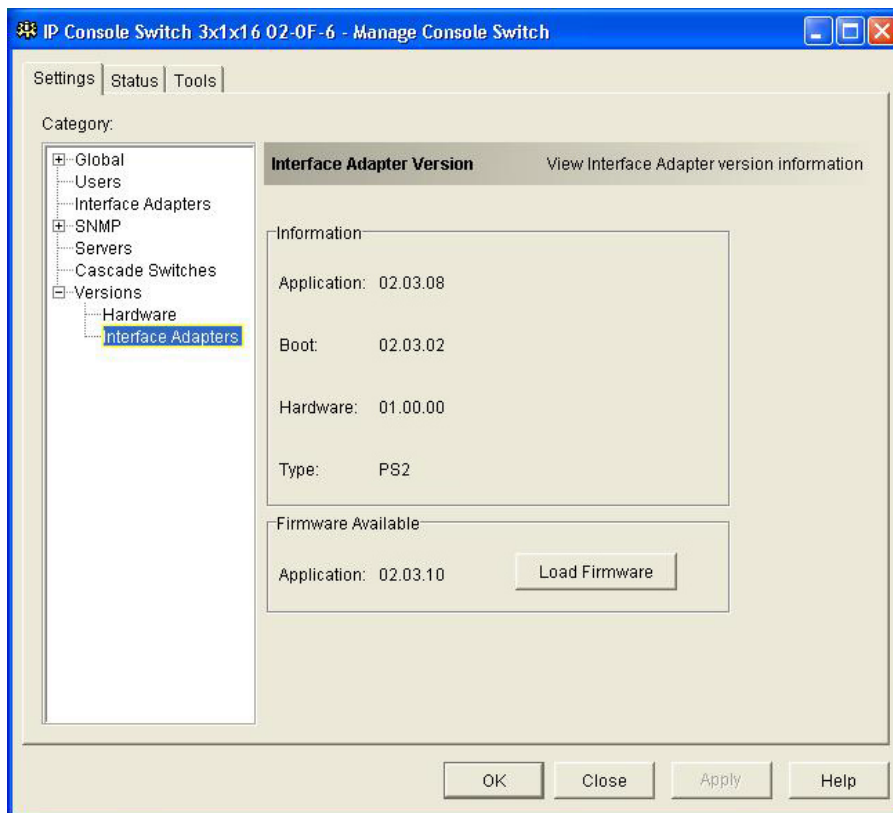 IP Console Switch 3x1x16 02-0F-6 - Manage Console Switch
Settings Status Tools
Category:
Global
Users
Interface Adapters
SNMP
Servers
Cascade Switches
Versions
Hardware
Interface Adapters
Interface Adapter Version View Interface Adapter version information
Information
Application: 02.03.08
Boot: 02.03.02
Hardware: 01.00.00
Type: PS2
Firmware Available
Application: 02.03.10 Load Firmware
OK Close Apply Help